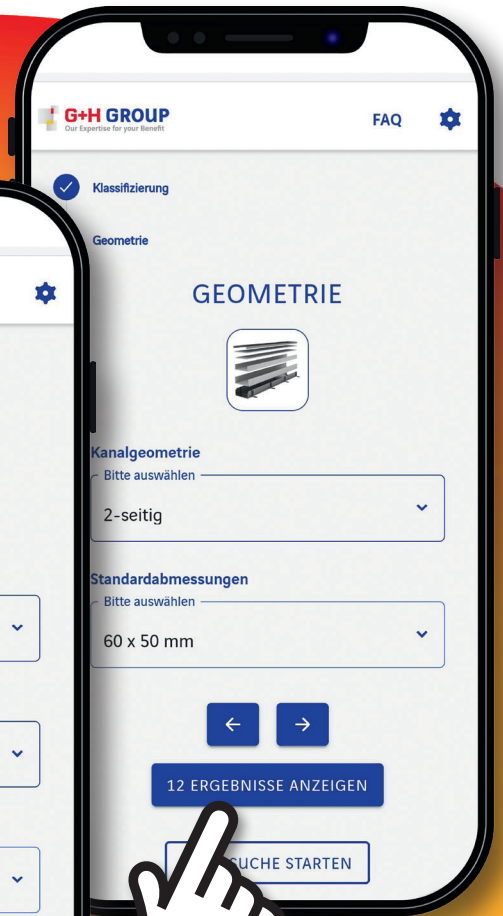 G+H GROUP
Our Expertise for your Benefit
FAQ
Klassifizierung
Geometrie
GEOMETRIE
Kanalgeometrie
Bitte auswählen
2-seitig
Standardabmessungen
Bitte auswählen
60 x 50 mm
12 ERGEBNISSE ANZEIGEN
SUCHE STARTEN